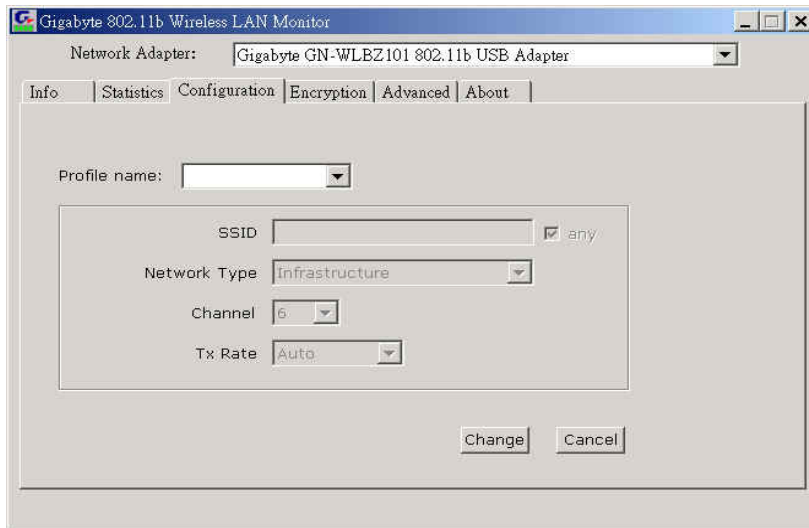 Gigabyte 802.11b Wireless LAN Monitor
Network Adapter: Gigabyte GN-WLBZ101 802.11b USB Adapter
Info Statistics Configuration Encryption Advanced About
Profile name:
SSID any
Network Type Infrastructure
Channel 6
Tx Rate Auto
Change Cancel